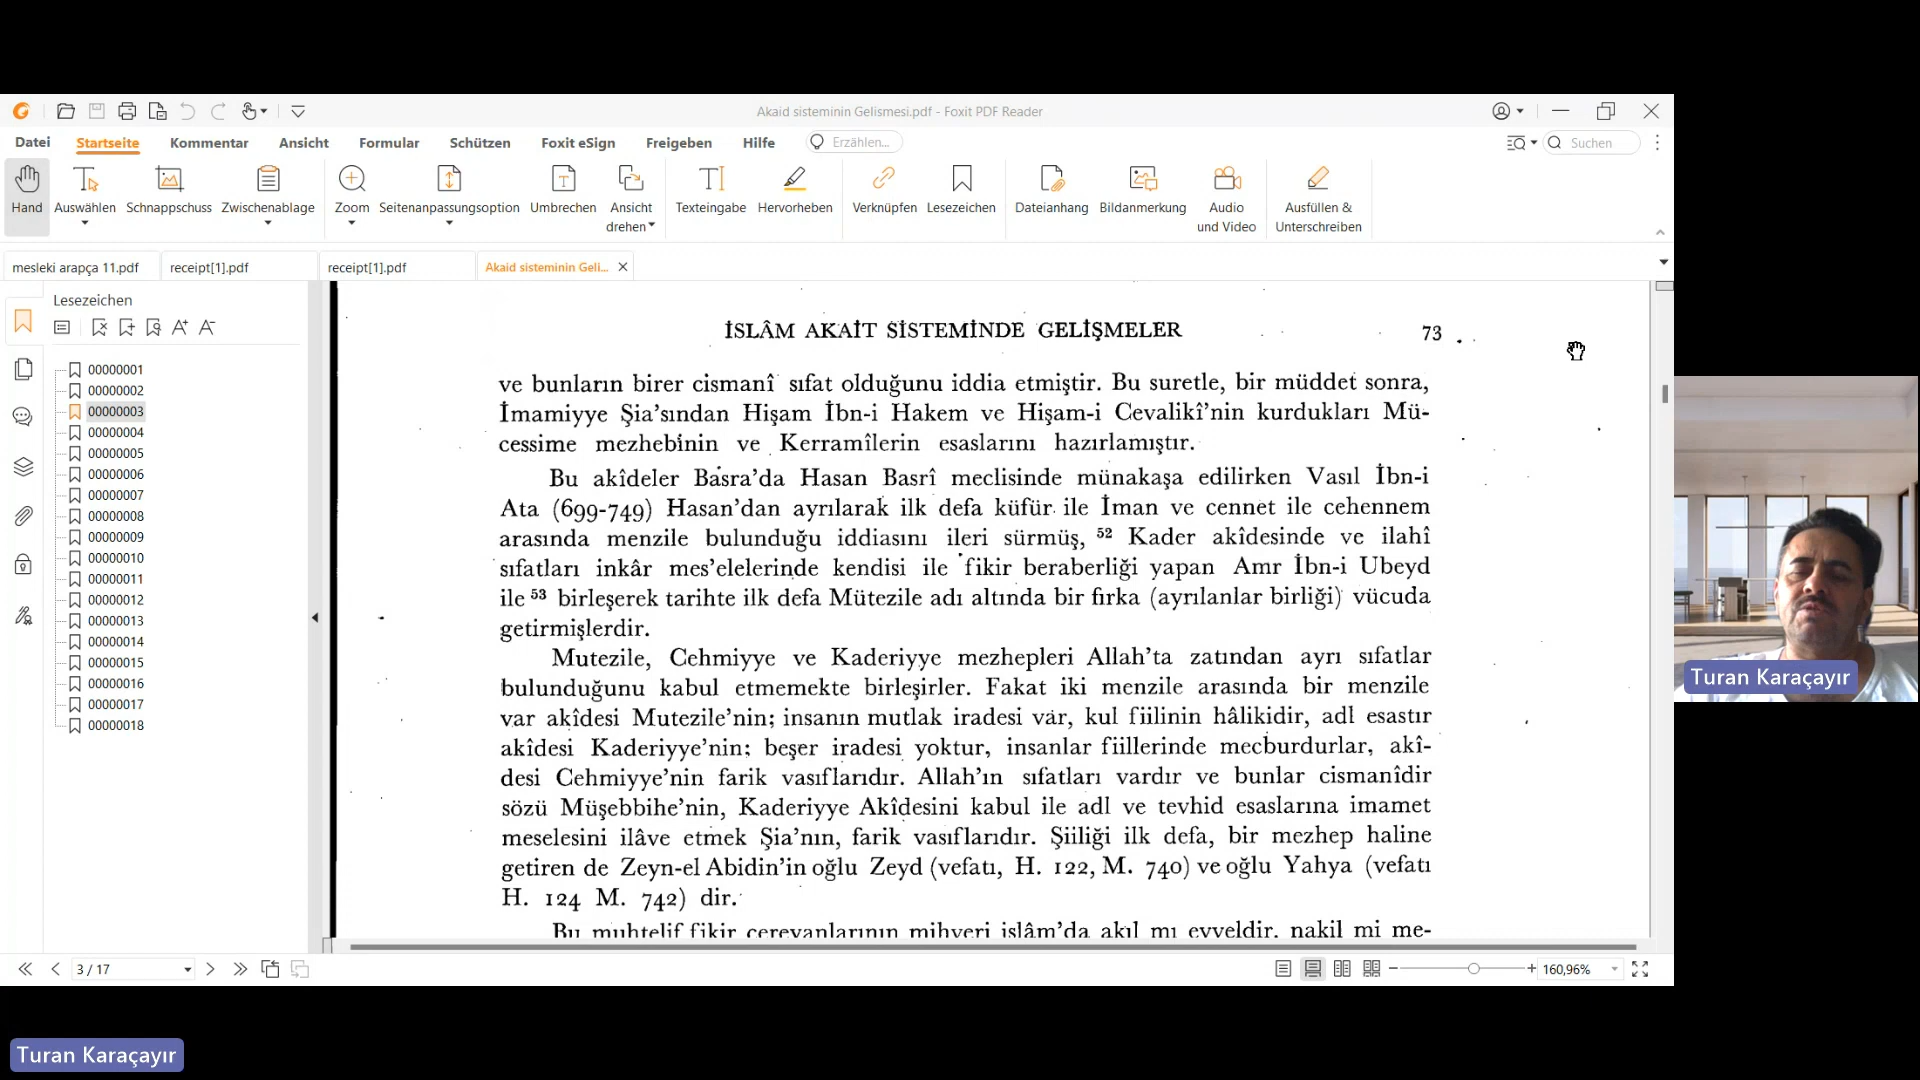 Akaid sisteminin Gelismesi.pdf - Foxit PDF Reader
Datei Startseite Kommentar Ansicht Formular Schützen Foxit eSign Freigeben Hilfe Erzählen... Suchen
Hand Auswählen Schnappschuss Zwischenablage Zoom Seitenanpassungsoption Umbrechen Ansicht drehen Texteingabe Hervorheben Verknüpfen Lesezeichen Dateianhang Bildanmerkung Audio und Video Ausfüllen & Unterschreiben
mesleki arapça 11.pdf receipt[1].pdf receipt[1].pdf Akaid sisteminin Geli...
Lesezeichen
00000001
00000002
00000003
00000004
00000005
00000006
00000007
00000008
00000009
00000010
00000011
00000012
00000013
00000014
00000015
00000016
00000017
00000018
İSLÂM AKAİT SİSTEMİNDE GELİŞMELER 73
ve bunların birer cismanî sıfat olduğunu iddia etmiştir. Bu suretle, bir müddet sonra,
İmamiyye Şia'sından Hişam İbn-i Hakem ve Hişam-i Cevalikî'nin kurdukları Mü-
cessime mezhebinin ve Kerramîlerin esaslarını hazırlamıştır.
Bu akîdeler Basra'da Hasan Basrî meclisinde münakaşa edilirken Vasıl İbn-i
Ata (699-749) Hasan'dan ayrılarak ilk defa küfür ile İman ve cennet ile cehennem
arasında menzile bulunduğu iddiasını ileri sürmüş, 52 Kader akîdesinde ve ilahî
sıfatları inkâr mes'elelerinde kendisi ile fikir beraberliği yapan Amr İbn-i Ubeyd
ile 53 birleşerek tarihte ilk defa Mütezile adı altında bir fırka (ayrılanlar birliği) vücuda
getirmişlerdir.
Mutezile, Cehmiyye ve Kaderiyye mezhepleri Allah'ta zatından ayrı sıfatlar
bulunduğunu kabul etmemekte birleşirler. Fakat iki menzile arasında bir menzile
var akîdesi Mutezile'nin; insanın mutlak iradesi var, kul fiilinin hâlikidir, adl esastır
akîdesi Kaderiyye'nin; beşer iradesi yoktur, insanlar fiillerinde mecburdurlar, akî-
desi Cehmiyye'nin farik vasıflarıdır. Allah'ın sıfatları vardır ve bunlar cismanîdir
sözü Müşebbihe'nin, Kaderiyye Akîdesini kabul ile adl ve tevhid esaslarına imamet
meselesini ilâve etmek Şia'nın, farik vasıflarıdır. Şiiliği ilk defa, bir mezhep haline
getiren de Zeyn-el Abidin'in oğlu Zeyd (vefatı, H. 122, M. 740) ve oğlu Yahya (vefatı
H. 124 M. 742) dir.
Bu muhtelif fikir cereyanlarının mihveri islâm'da akıl mı evveldir, nakil mi me-
3 / 17
160,96%
Turan Karaçayır
Turan Karaçayır